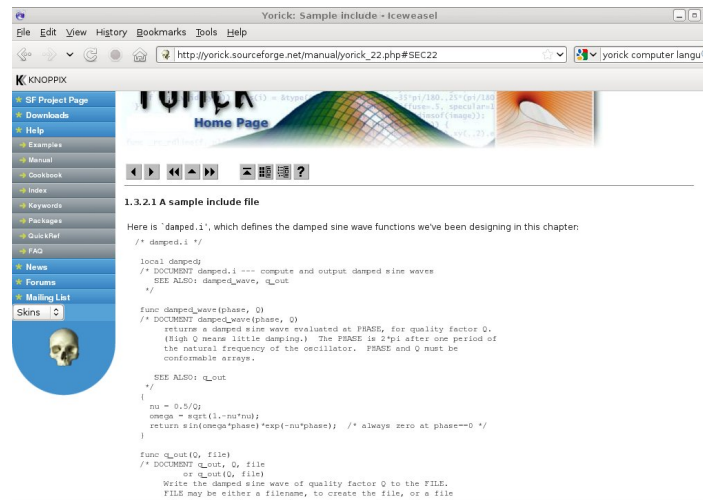 Yorick: Sample include - Iceweasel
File Edit View History Bookmarks Tools Help
http://yorick.sourceforge.net/manual/yorick_22.php#SEC22
yorick computer langu
KNOPPIX
SF Project Page
Downloads
Help
Examples
Manual
Cookbook
Index
Keywords
Packages
QuickRef
FAQ
News
Forums
Mailing List
Skins
Yorick
Home Page
1.3.2.1 A sample include file
Here is `damped.i', which defines the damped sine wave functions we've been designing in this chapter:
/* damped.i */
local damped;
/* DOCUMENT damped.i --- compute and output damped sine waves
SEE ALSO: damped_wave, q_out
*/
func damped_wave(phase, Q)
/* DOCUMENT damped_wave(phase, Q)
returns a damped sine wave evaluated at PHASE, for quality factor Q.
(High Q means little damping.) The PHASE is 2*pi after one period of
the natural frequency of the oscillator. PHASE and Q must be
conformable arrays.
SEE ALSO: q_out
*/
{
nu = 0.5/Q;
omega = sqrt(1.-nu*nu);
return sin(omega*phase)*exp(-nu*phase); /* always zero at phase==0 */
}
func q_out(Q, file)
/* DOCUMENT q_out, Q, file
or q_out(Q, file)
Write the damped sine wave of quality factor Q to the FILE.
FILE may be either a filename, to create the file, or a file